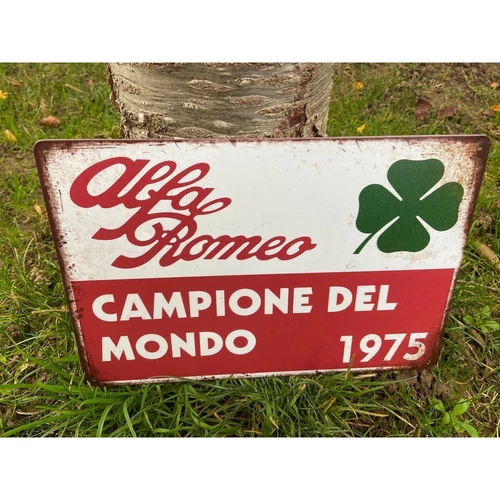 Alfa
Romeo
CAMPIONE DEL
MONDO 1975